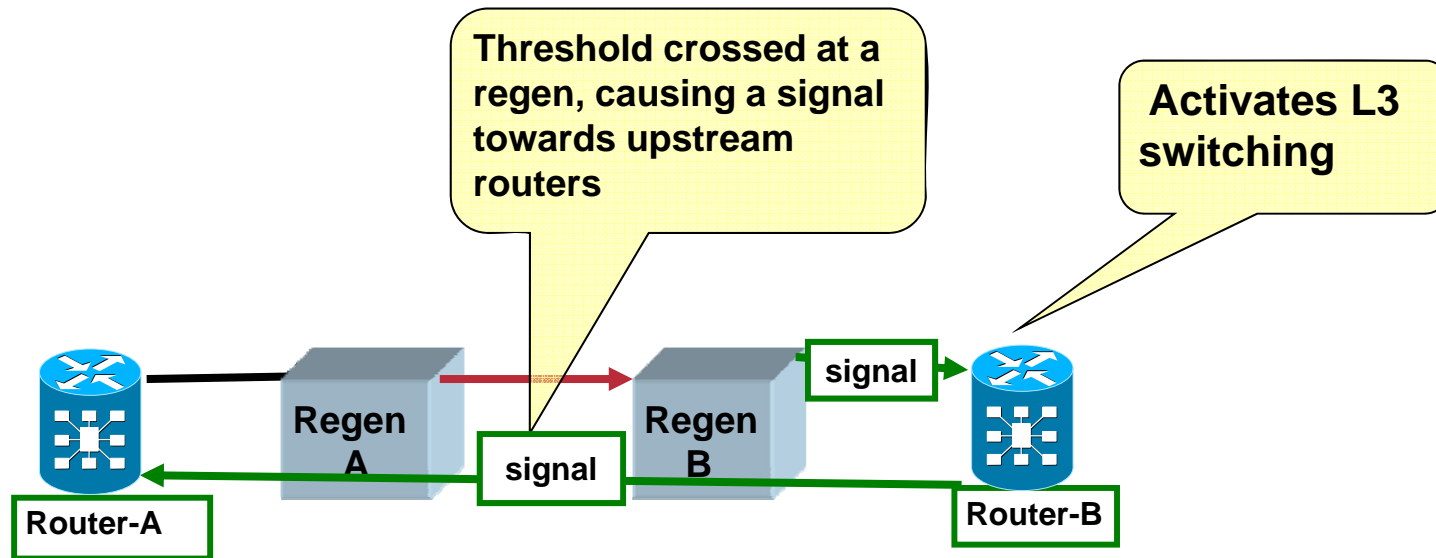 Threshold crossed at a
regen, causing a signal
towards upstream
routers
Activates L3
switching
signal
Regen
A
Regen
B
signal
Router-A
Router-B